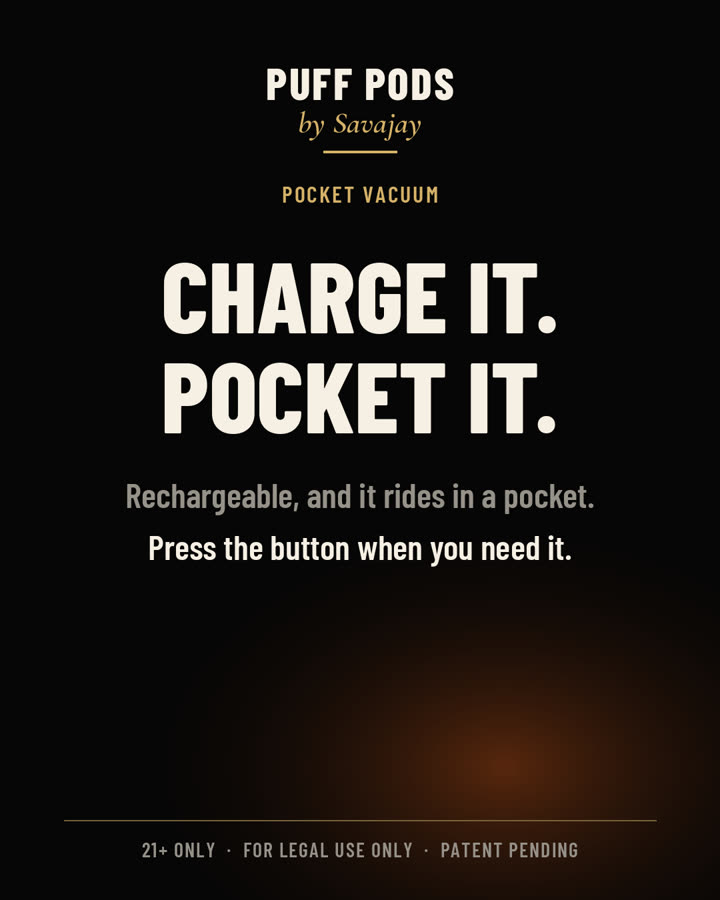 PUFF PODS
by Savajay
POCKET VACUUM
CHARGE IT.
POCKET IT.
Rechargeable, and it rides in a pocket.
Press the button when you need it.
21+ ONLY · FOR LEGAL USE ONLY · PATENT PENDING